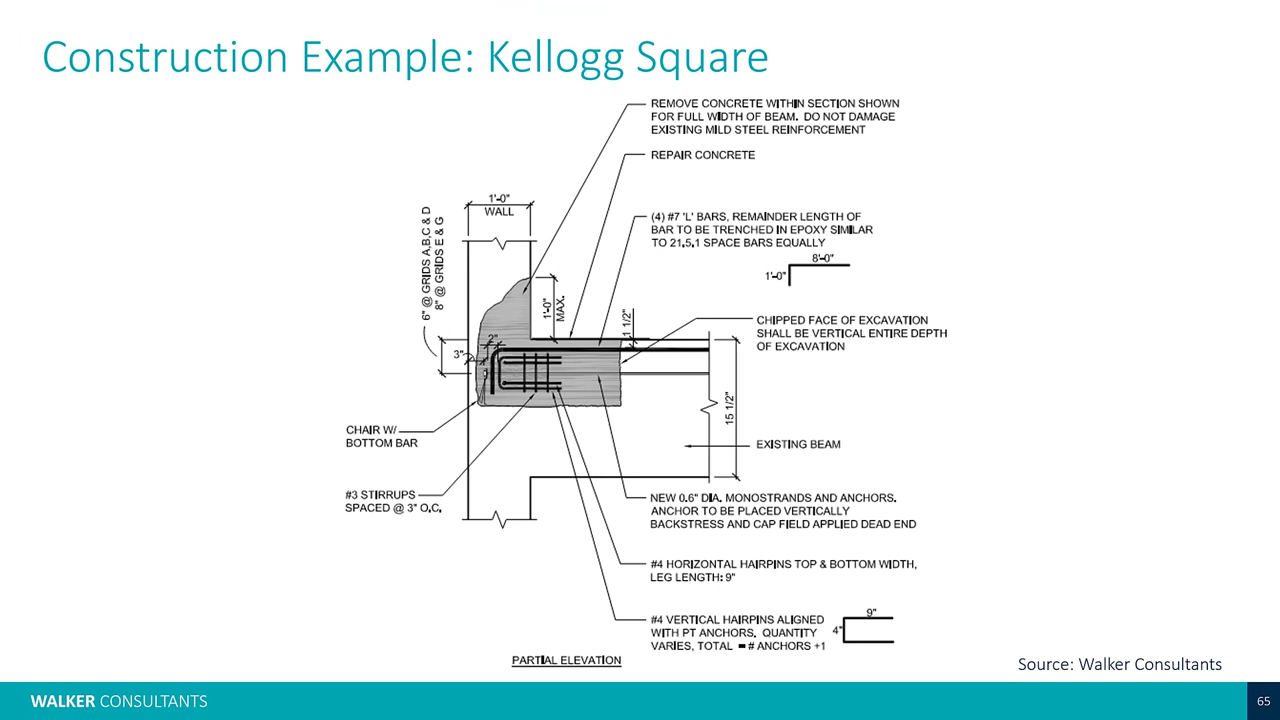 Construction Example: Kellogg Square
REMOVE CONCRETE WITHIN SECTION SHOWN
FOR FULL WIDTH OF BEAM. DO NOT DAMAGE
EXISTING MILD STEEL REINFORCEMENT
REPAIR CONCRETE
1'-0"
WALL
6" @ GRIDS A,B,C & D
8" @ GRIDS E & G
(4) #7 'L' BARS, REMAINDER LENGTH OF
BAR TO BE TRENCHED IN EPOXY SIMILAR
TO 21.5.1 SPACE BARS EQUALLY
8'-0"
1'-0"
1'-0"
MAX.
1 1/2"
2"
3"
CHIPPED FACE OF EXCAVATION
SHALL BE VERTICAL ENTIRE DEPTH
OF EXCAVATION
15 1/2"
CHAIR W/
BOTTOM BAR
EXISTING BEAM
#3 STIRRUPS
SPACED @ 3" O.C.
NEW 0.6" DIA. MONOSTRANDS AND ANCHORS.
ANCHOR TO BE PLACED VERTICALLY
BACKSTRESS AND CAP FIELD APPLIED DEAD END
#4 HORIZONTAL HAIRPINS TOP & BOTTOM WIDTH,
LEG LENGTH: 9"
#4 VERTICAL HAIRPINS ALIGNED
WITH PT ANCHORS. QUANTITY
VARIES, TOTAL = # ANCHORS +1
9"
4"
PARTIAL ELEVATION
Source: Walker Consultants
WALKER CONSULTANTS
65